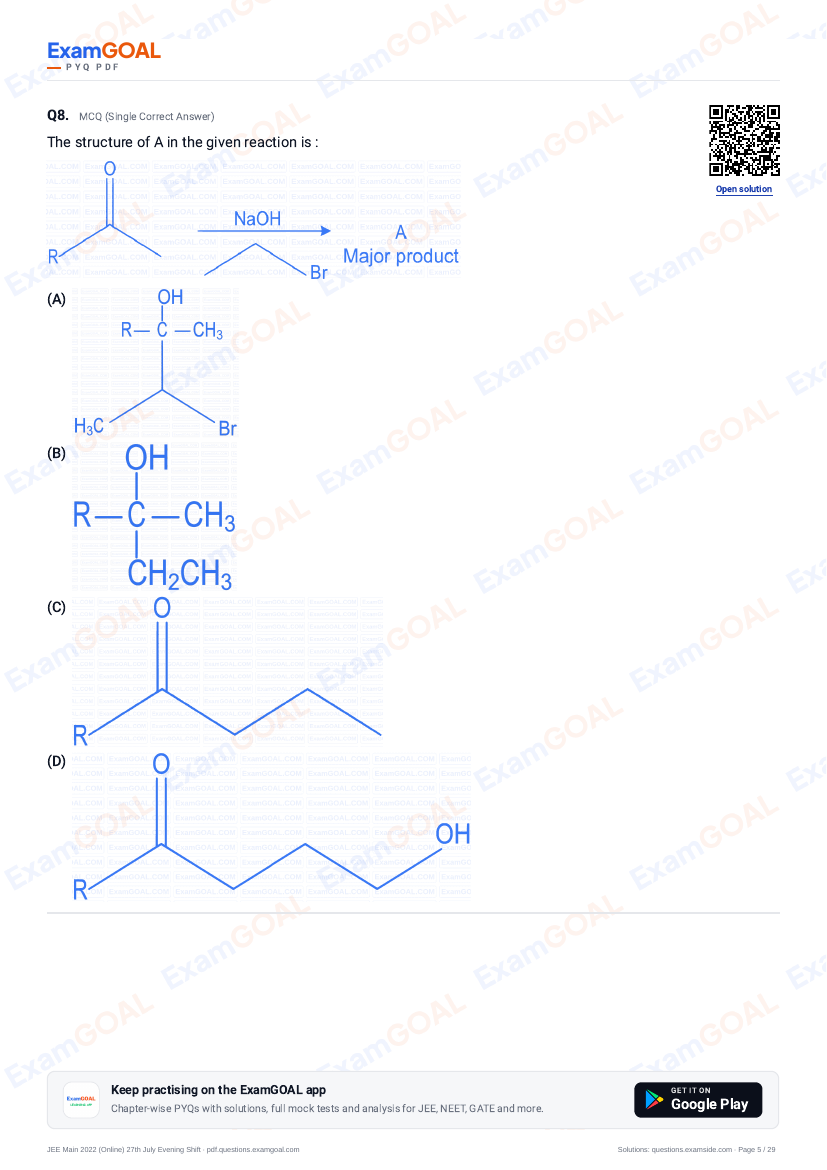 ExamGOAL
PYQ PDF
Q8. MCQ (Single Correct Answer)
The structure of A in the given reaction is :
Open solution
O
R
NaOH
Br
A
Major product
(A)
OH
R— C —CH3
H3C
Br
(B)
OH
R—C—CH3
CH2CH3
(C)
O
R
(D)
O
OH
R
Keep practising on the ExamGOAL app
Chapter-wise PYQs with solutions, full mock tests and analysis for JEE, NEET, GATE and more.
GET IT ON
Google Play
JEE Main 2022 (Online) 27th July Evening Shift · pdf.questions.examgoal.com
Solutions: questions.examside.com · Page 5 / 29